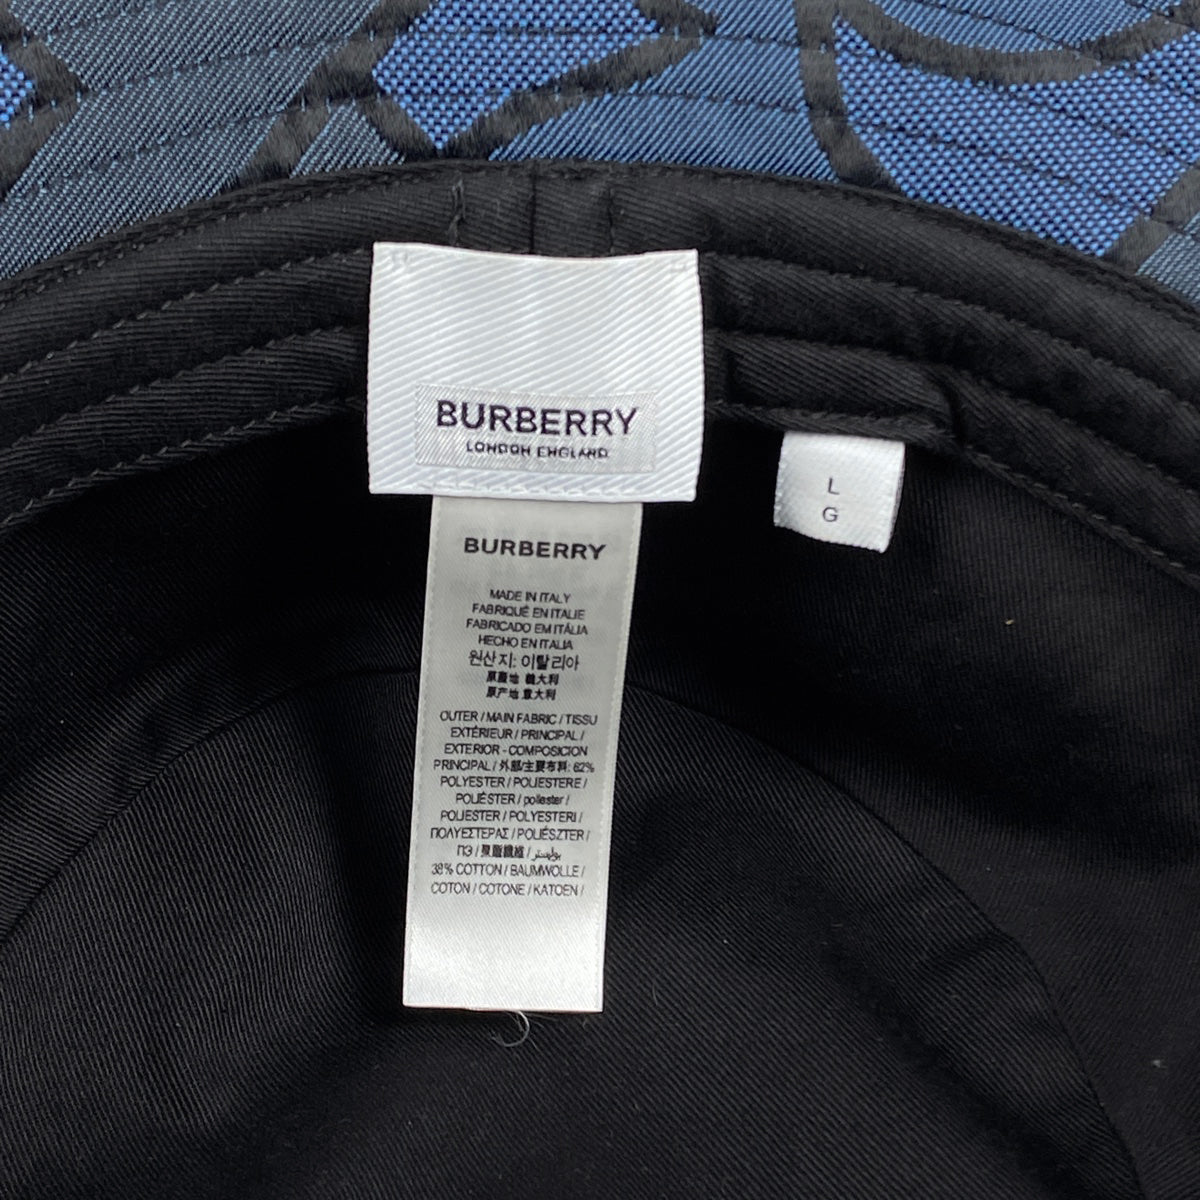 BURBERRY
LONDON ENGLAND
L
G
BURBERRY
MADE IN ITALY
FABRIQUÉ EN ITALIE
FABRICADO EM ITÁLIA
HECHO EN ITALIA
원산지: 이탈리아
原產地 義大利
原产地 意大利
OUTER / MAIN FABRIC / TISSU
EXTÉRIEUR / PRINCIPAL /
EXTERIOR - COMPOSICION
PRINCIPAL / 外部/主要布料: 62%
POLYESTER / POLIESTERE /
POLIÉSTER / poliester /
POLIESTER / POLYESTERI /
ΠΟΛΥΕΣΤΕΡΑΣ / POLIÉSZTER /
ПЭ / 聚脂纖維 / بوليستر /
38% COTTON / BAUMWOLLE /
COTON / COTONE / KATOEN /